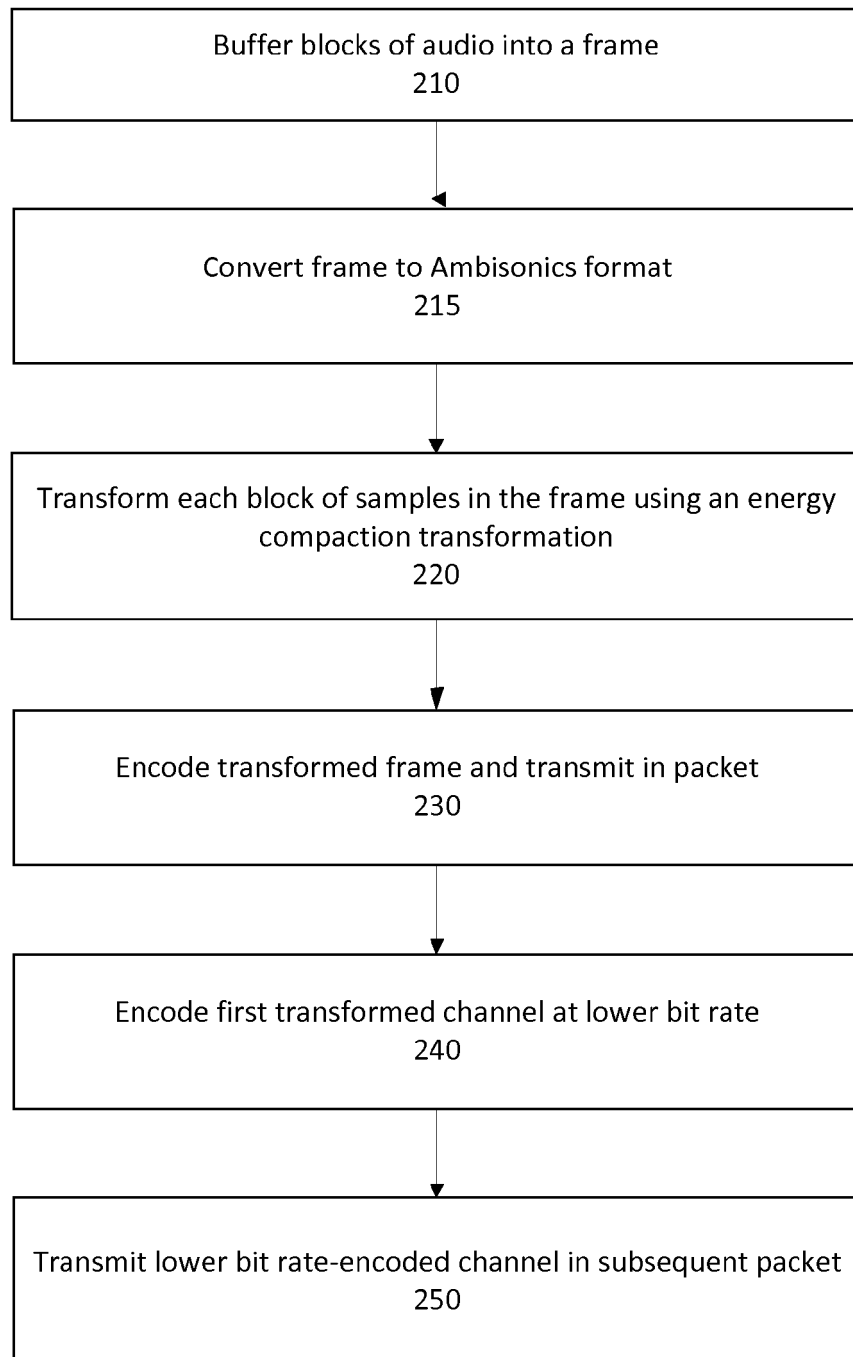 Buffer blocks of audio into a frame
210
Convert frame to Ambisonics format
215
Transform each block of samples in the frame using an energy
compaction transformation
220
Encode transformed frame and transmit in packet
230
Encode first transformed channel at lower bit rate
240
Transmit lower bit rate-encoded channel in subsequent packet
250